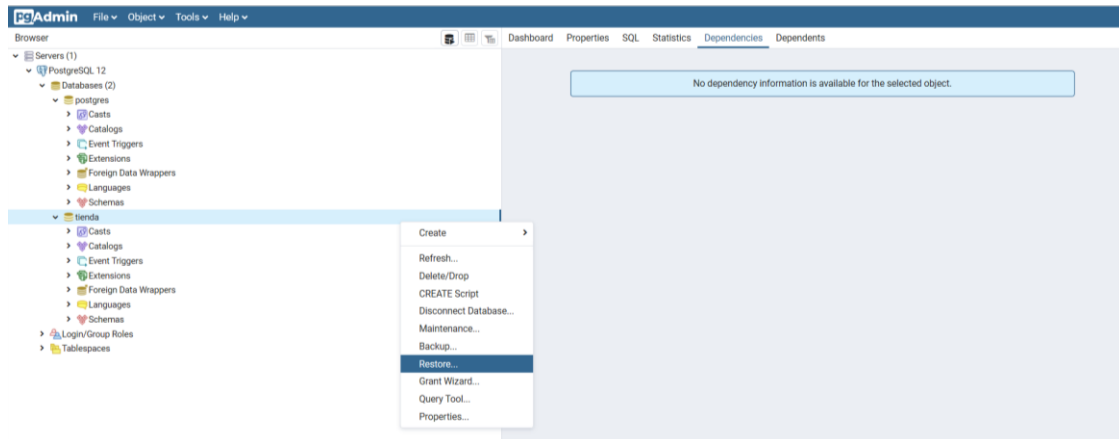 pgAdmin File Object Tools Help
Browser
Dashboard Properties SQL Statistics Dependencies Dependents
Servers (1)
PostgreSQL 12
Databases (2)
postgres
Casts
Catalogs
Event Triggers
Extensions
Foreign Data Wrappers
Languages
Schemas
tienda
Casts
Catalogs
Event Triggers
Extensions
Foreign Data Wrappers
Languages
Schemas
Login/Group Roles
Tablespaces
No dependency information is available for the selected object.
Create
Refresh...
Delete/Drop
CREATE Script
Disconnect Database...
Maintenance...
Backup...
Restore...
Grant Wizard...
Query Tool...
Properties...